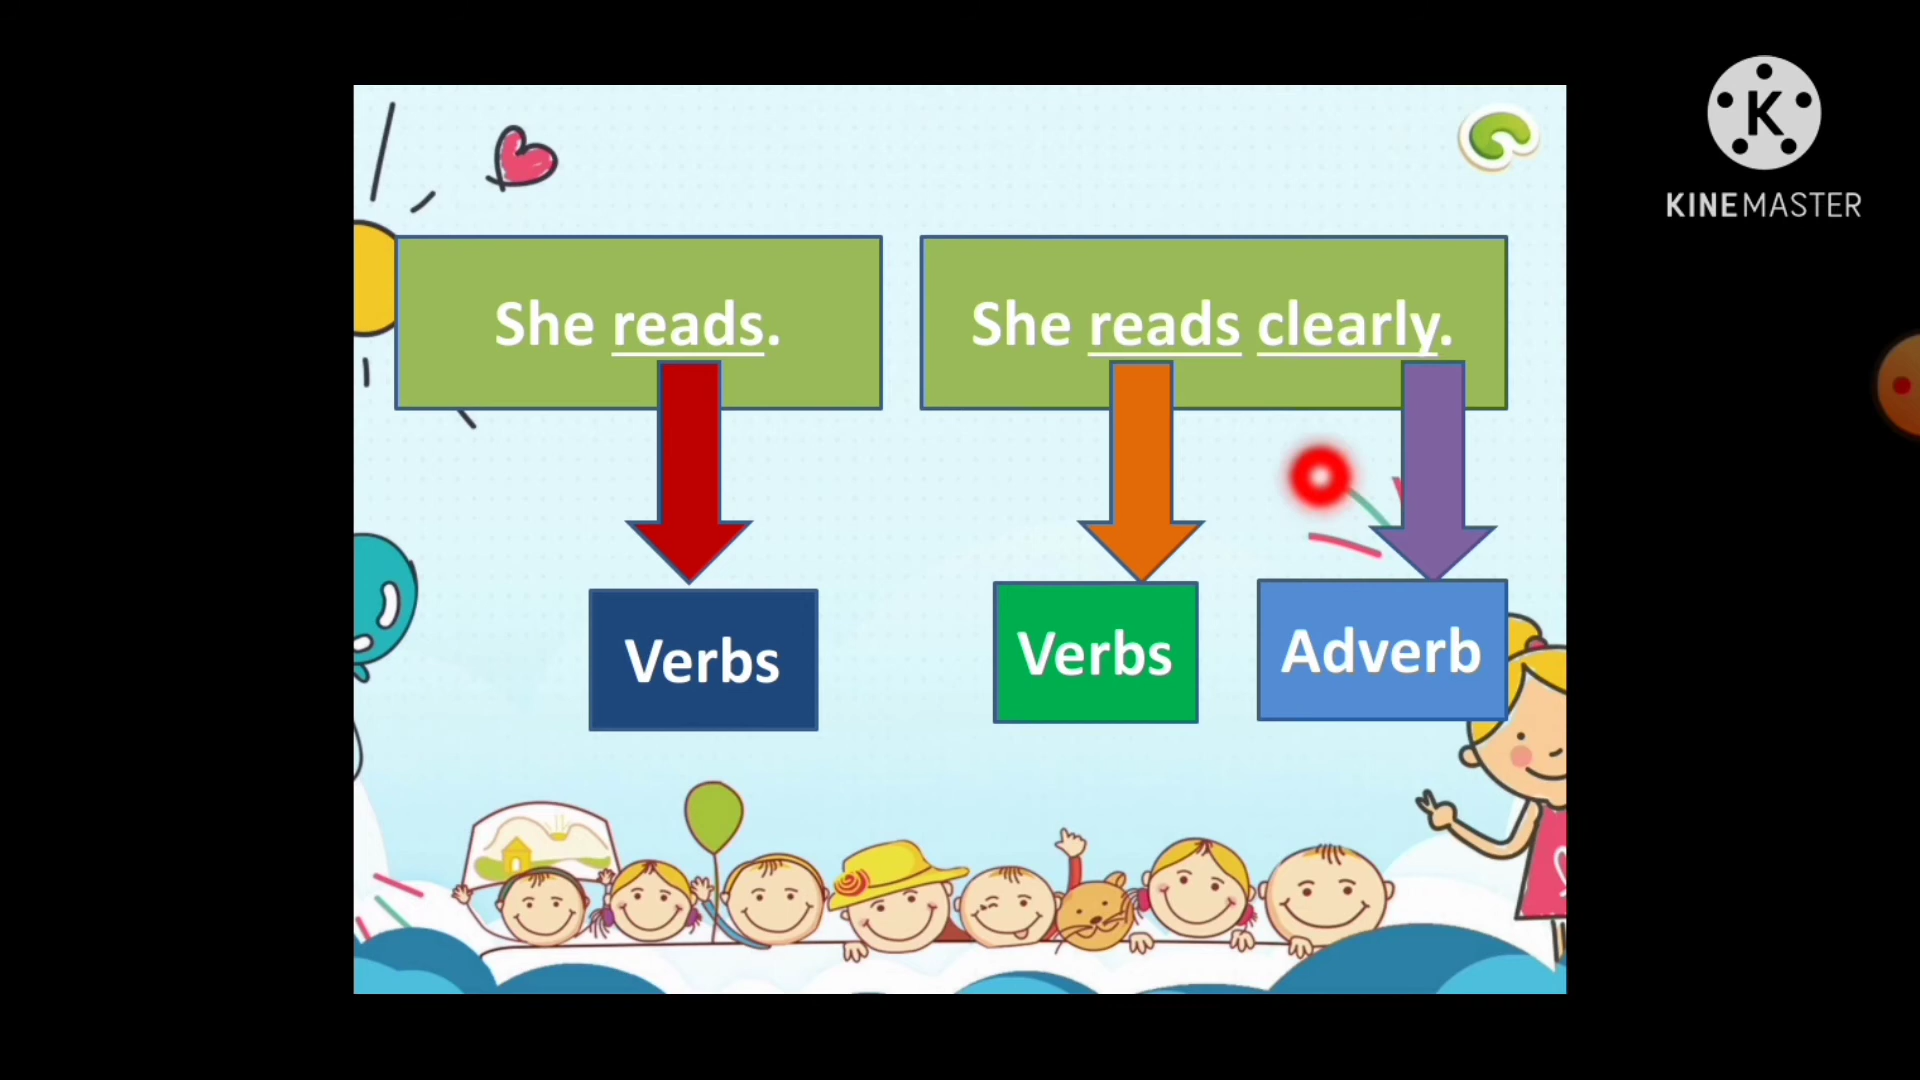 She reads.
She reads clearly.
Verbs
Verbs
Adverb
K
KINEMASTER